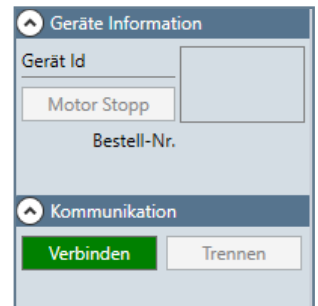 Geräte Information
Gerät Id
Motor Stopp
Bestell-Nr.
Kommunikation
Verbinden Trennen